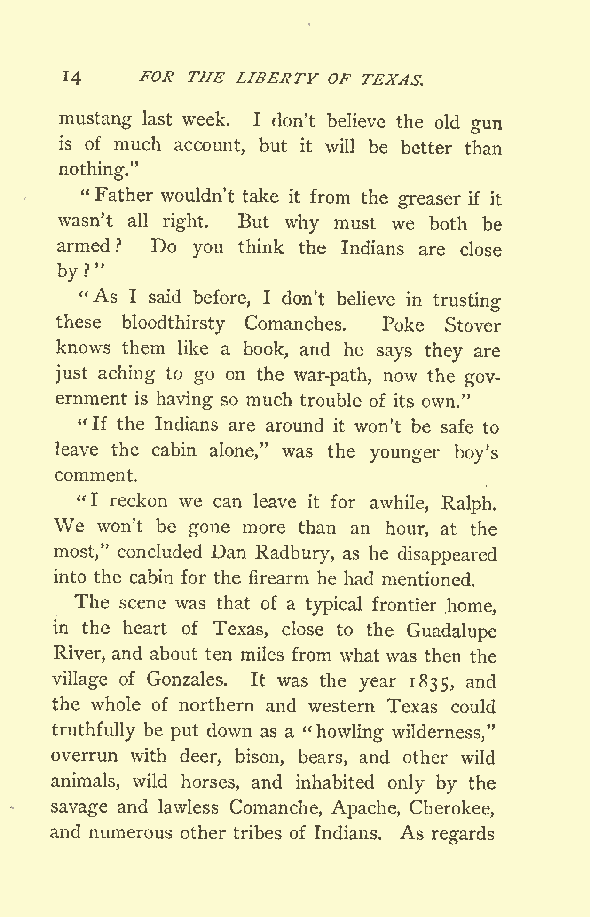 14 FOR THE LIBERTY OF TEXAS.
mustang last week. I don't believe the old gun
is of much account, but it will be better than
nothing."
"Father wouldn't take it from the greaser if it
wasn't all right. But why must we both be
armed? Do you think the Indians are close
by?"
"As I said before, I don't believe in trusting
these bloodthirsty Comanches. Poke Stover
knows them like a book, and he says they are
just aching to go on the war-path, now the gov-
ernment is having so much trouble of its own."
"If the Indians are around it won't be safe to
leave the cabin alone," was the younger boy's
comment.
"I reckon we can leave it for awhile, Ralph.
We won't be gone more than an hour, at the
most," concluded Dan Radbury, as he disappeared
into the cabin for the firearm he had mentioned.
The scene was that of a typical frontier home,
in the heart of Texas, close to the Guadalupe
River, and about ten miles from what was then the
village of Gonzales. It was the year 1835, and
the whole of northern and western Texas could
truthfully be put down as a "howling wilderness,"
overrun with deer, bison, bears, and other wild
animals, wild horses, and inhabited only by the
savage and lawless Comanche, Apache, Cherokee,
and numerous other tribes of Indians. As regards